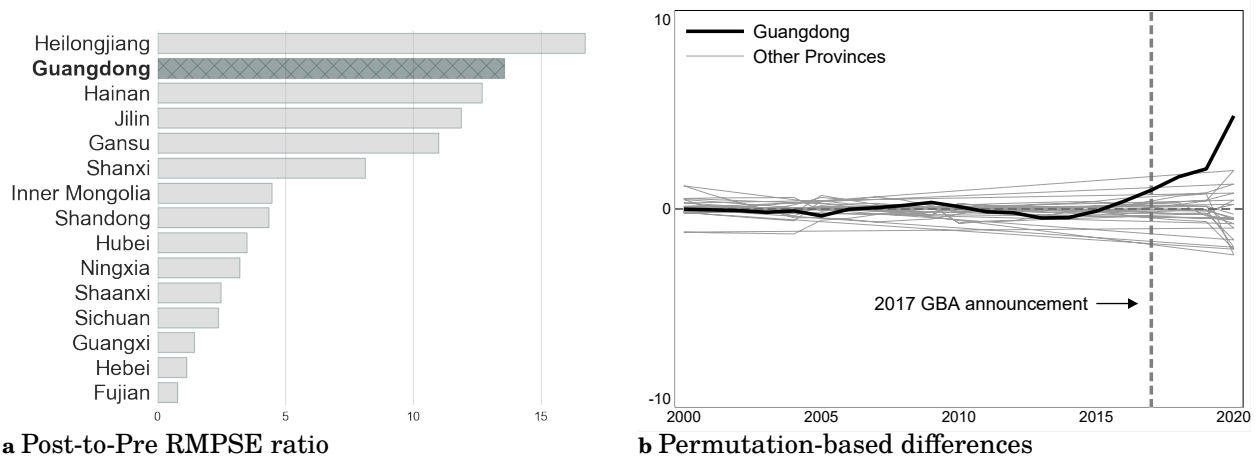 Heilongjiang
Guangdong
Hainan
Jilin
Gansu
Shanxi
Inner Mongolia
Shandong
Hubei
Ningxia
Shaanxi
Sichuan
Guangxi
Hebei
Fujian
0 5 10 15
a Post-to-Pre RMPSE ratio
10
Guangdong
Other Provinces
0
2017 GBA announcement
-10
2000 2005 2010 2015 2020
b Permutation-based differences